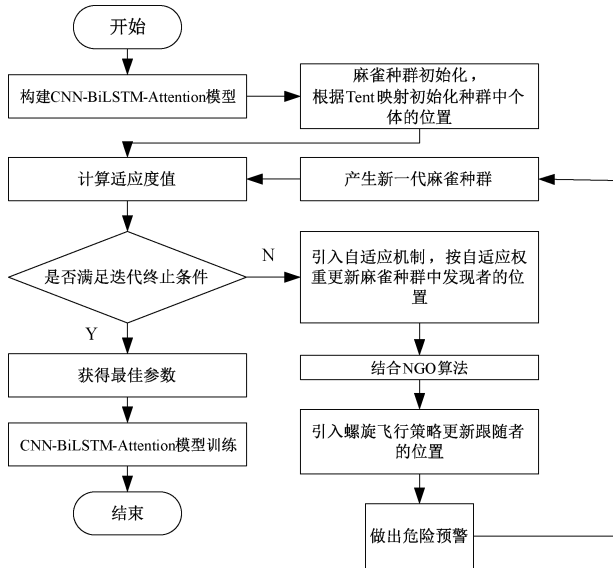 开始
构建CNN-BiLSTM-Attention模型
麻雀种群初始化，
根据Tent映射初始化种群中个
体的位置
计算适应度值
产生新一代麻雀种群
是否满足迭代终止条件
N
引入自适应机制，按自适应权
重更新麻雀种群中发现者的位
置
Y
获得最佳参数
结合NGO算法
CNN-BiLSTM-Attention模型训练
引入螺旋飞行策略更新跟随者
的位置
结束
做出危险预警